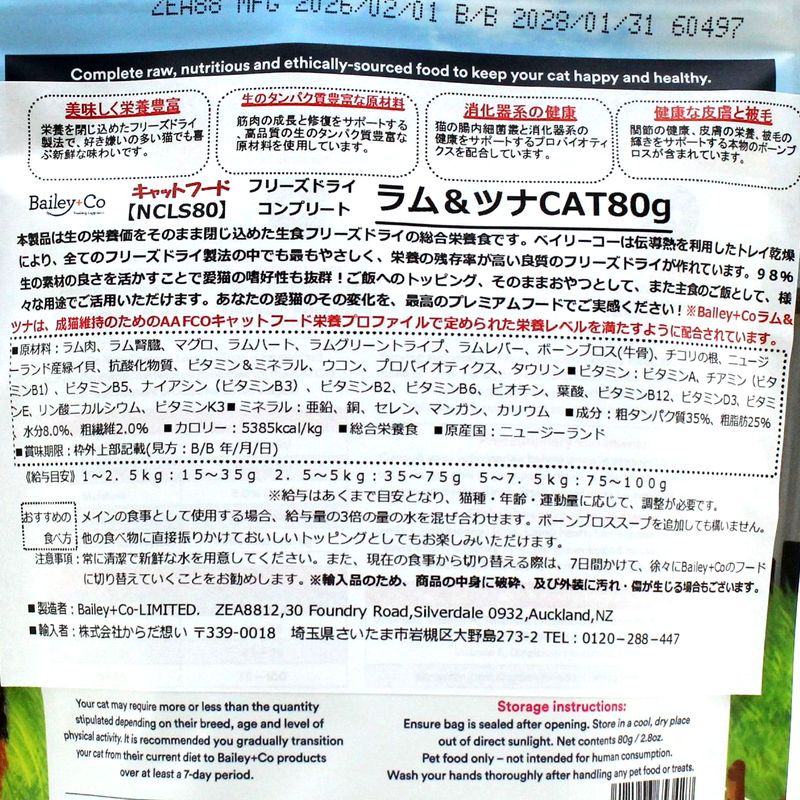 ZEA88 MFG 2026/02/01 B/B 2028/01/31 60497
Complete raw, nutritious and ethically-sourced food to keep your cat happy and healthy.
美味しく栄養豊富
栄養を閉じ込めたフリーズドライ
製法で、好き嫌いの多い猫でも喜
ぶ新鮮な味わいです。
生のタンパク質豊富な原材料
筋肉の成長と修復をサポートする
、高品質の生のタンパク質豊富な
原材料を使用しています。
消化器系の健康
猫の腸内細菌叢と消化器系の
健康をサポートするプロバイオティ
クスを配合しています。
健康な皮膚と被毛
関節の健康、皮膚の栄養、被毛の
輝きをサポートする本物のボーンブ
ロスが含まれています。
Bailey+Co
キャットフード
【NCLS80】
フリーズドライ
コンプリート
ラム＆ツナCAT80g
本製品は生の栄養価をそのまま閉じ込めた生食フリーズドライの総合栄養食です。ベイリーコーは伝導熱を利用したトレイ乾燥
により、全てのフリーズドライ製法の中でも最もやさしく、栄養の残存率が高い良質のフリーズドライが作れています。９８％
生の素材の良さを活かすことで愛猫の嗜好性も抜群！ご飯へのトッピング、そのままおやつとして、また主食のご飯として、様
々な用途でご活用いただけます。あなたの愛猫のその変化を、最高のプレミアムフードでご実感ください！※Bailey+Coラム＆
ツナは、成猫維持のためのAAFCOキャットフード栄養プロファイルで定められた栄養レベルを満たすように配合されています。
■原材料：ラム肉、ラム腎臓、マグロ、ラムハート、ラムグリーントライプ、ラムレバー、ボーンブロス(牛骨)、チコリの根、ニュージ
ーランド産緑イ貝、抗酸化物質、ビタミン＆ミネラル、ウコン、プロバイオティクス、タウリン■ビタミン：ビタミンA、チアミン（ビタ
ミンB1）、ビタミンB5、ナイアシン（ビタミンB3）、ビタミンB2、ビタミンB6、ビオチン、葉酸、ビタミンB12、ビタミンD3、ビタミ
ンE、リン酸ニカルシウム、ビタミンK3■ミネラル：亜鉛、銅、セレン、マンガン、カリウム ■成分：粗タンパク質35%、粗脂肪25%
、水分8.0%、粗繊維2.0% ■カロリー：5385kcal/kg ■総合栄養食 ■原産国：ニュージーランド
■賞味期限：枠外上部記載(見方：B/B 年/月/日)
《給与目安》１〜２．５ｋｇ：１５〜３５ｇ ２．５〜５ｋｇ：３５〜７５ｇ ５〜７．５ｋｇ：７５〜１００ｇ
※給与はあくまで目安となり、猫種・年齢・運動量に応じて、調整が必要です。
おすすめの
食べ方
メインの食事として使用する場合、給与量の3倍の量の水を混ぜ合わせます。ボーンブロススープを追加しても構いません。
他の食べ物に直接振りかけておいしいトッピングとしてもお楽しみいただけます。
注意事項：常に清潔で新鮮な水を用意してください。また、現在の食事から切り替える際は、7日間かけて、徐々にBailey+Coのフード
に切り替えていくことをお勧めします。※輸入品のため、商品の中身に破砕、及び外装に汚れ・傷が生じる場合もございます。
■製造者：Bailey+Co-LIMITED. ZEA8812,30 Foundry Road,Silverdale 0932,Auckland,NZ
■輸入者：株式会社からだ想い 〒339-0018 埼玉県さいたま市岩槻区大野島273-2 TEL：0120−288−447
Your cat may require more or less than the quantity
stipulated depending on their breed, age and level of
physical activity. It is recommended you gradually transition
your cat from their current diet to Bailey+Co products
over at least a 7-day period.
Storage instructions:
Ensure bag is sealed after opening. Store in a cool, dry place
out of direct sunlight. Net contents 80g / 2.8oz.
Pet food only – not intended for human consumption.
Wash your hands thoroughly after handling any pet food or treats.